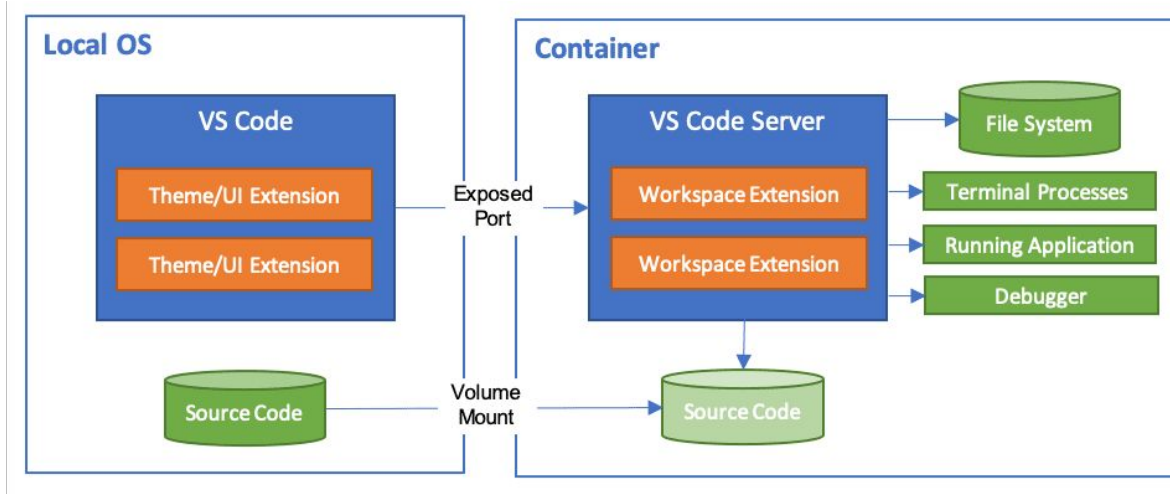 Local OS
VS Code
Theme/UI Extension
Theme/UI Extension
Source Code
Exposed
Port
Volume
Mount
Container
VS Code Server
Workspace Extension
Workspace Extension
Source Code
File System
Terminal Processes
Running Application
Debugger